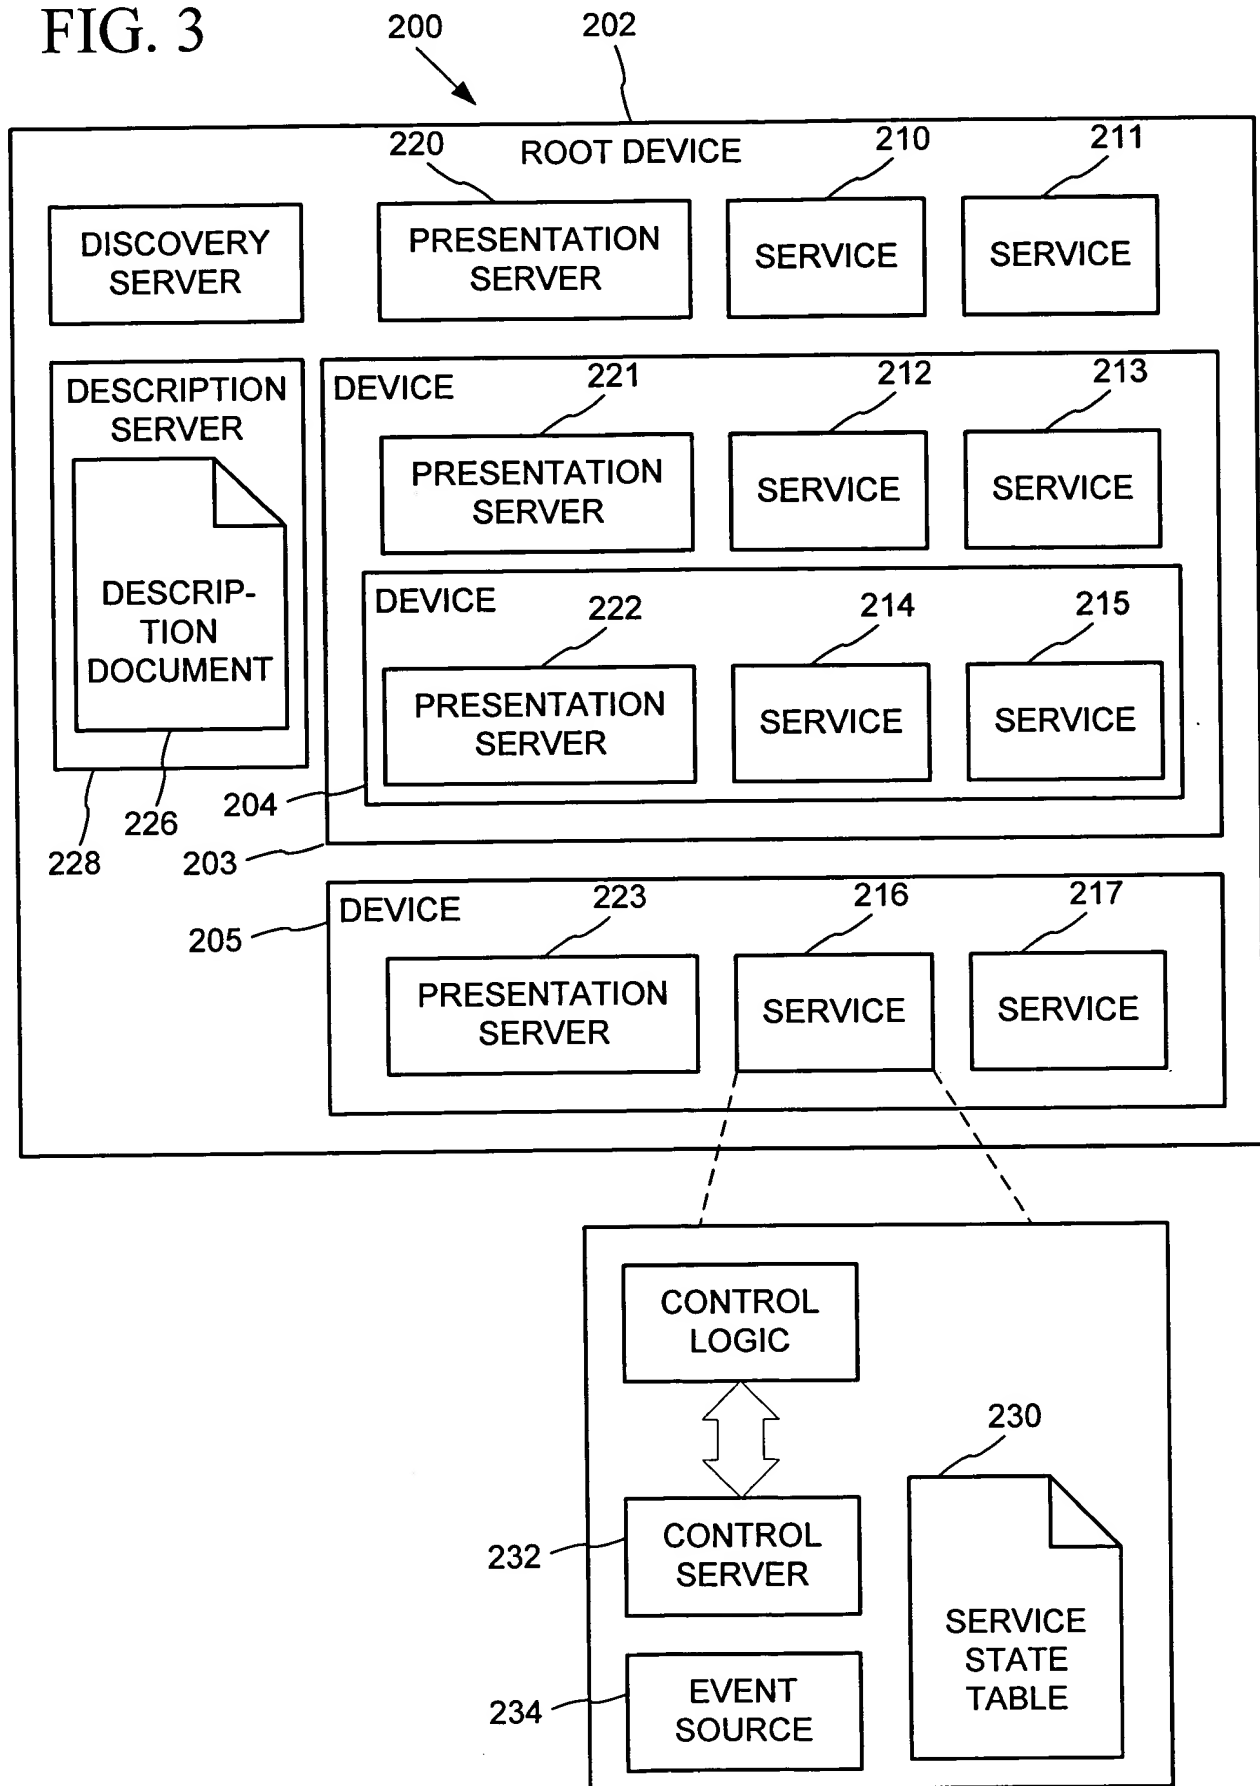 FIG. 3
200
202
ROOT DEVICE
220
210
211
DISCOVERY
SERVER
PRESENTATION
SERVER
SERVICE
SERVICE
DESCRIPTION
SERVER
DESCRIP-
TION
DOCUMENT
226
228
DEVICE
221
212
213
PRESENTATION
SERVER
SERVICE
SERVICE
DEVICE
222
214
215
PRESENTATION
SERVER
SERVICE
SERVICE
204
203
DEVICE
205
223
216
217
PRESENTATION
SERVER
SERVICE
SERVICE
CONTROL
LOGIC
230
232
CONTROL
SERVER
SERVICE
STATE
TABLE
234
EVENT
SOURCE